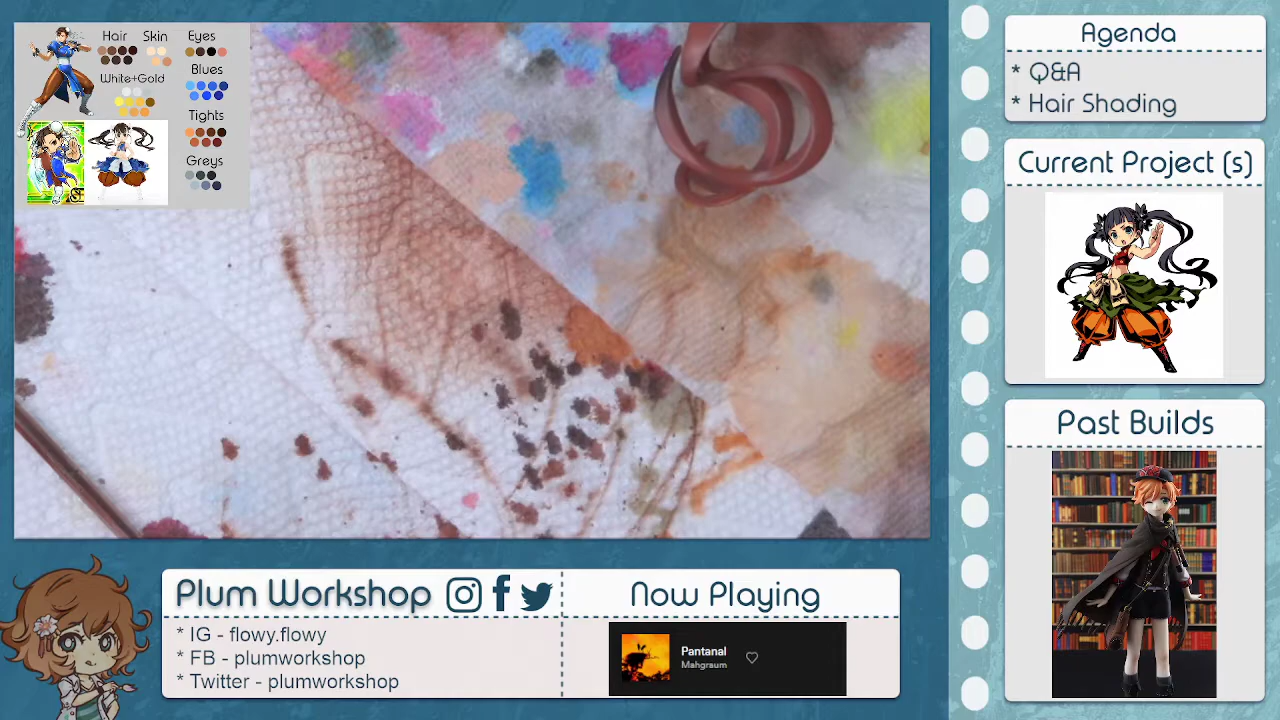 Hair
Skin
Eyes
White+Gold
Blues
Tights
Greys
Agenda
* Q&A
* Hair Shading
Current Project (s)
Past Builds
Plum Workshop
* IG - flowy.flowy
* FB - plumworkshop
* Twitter - plumworkshop
Now Playing
Pantanal
Mahgraum